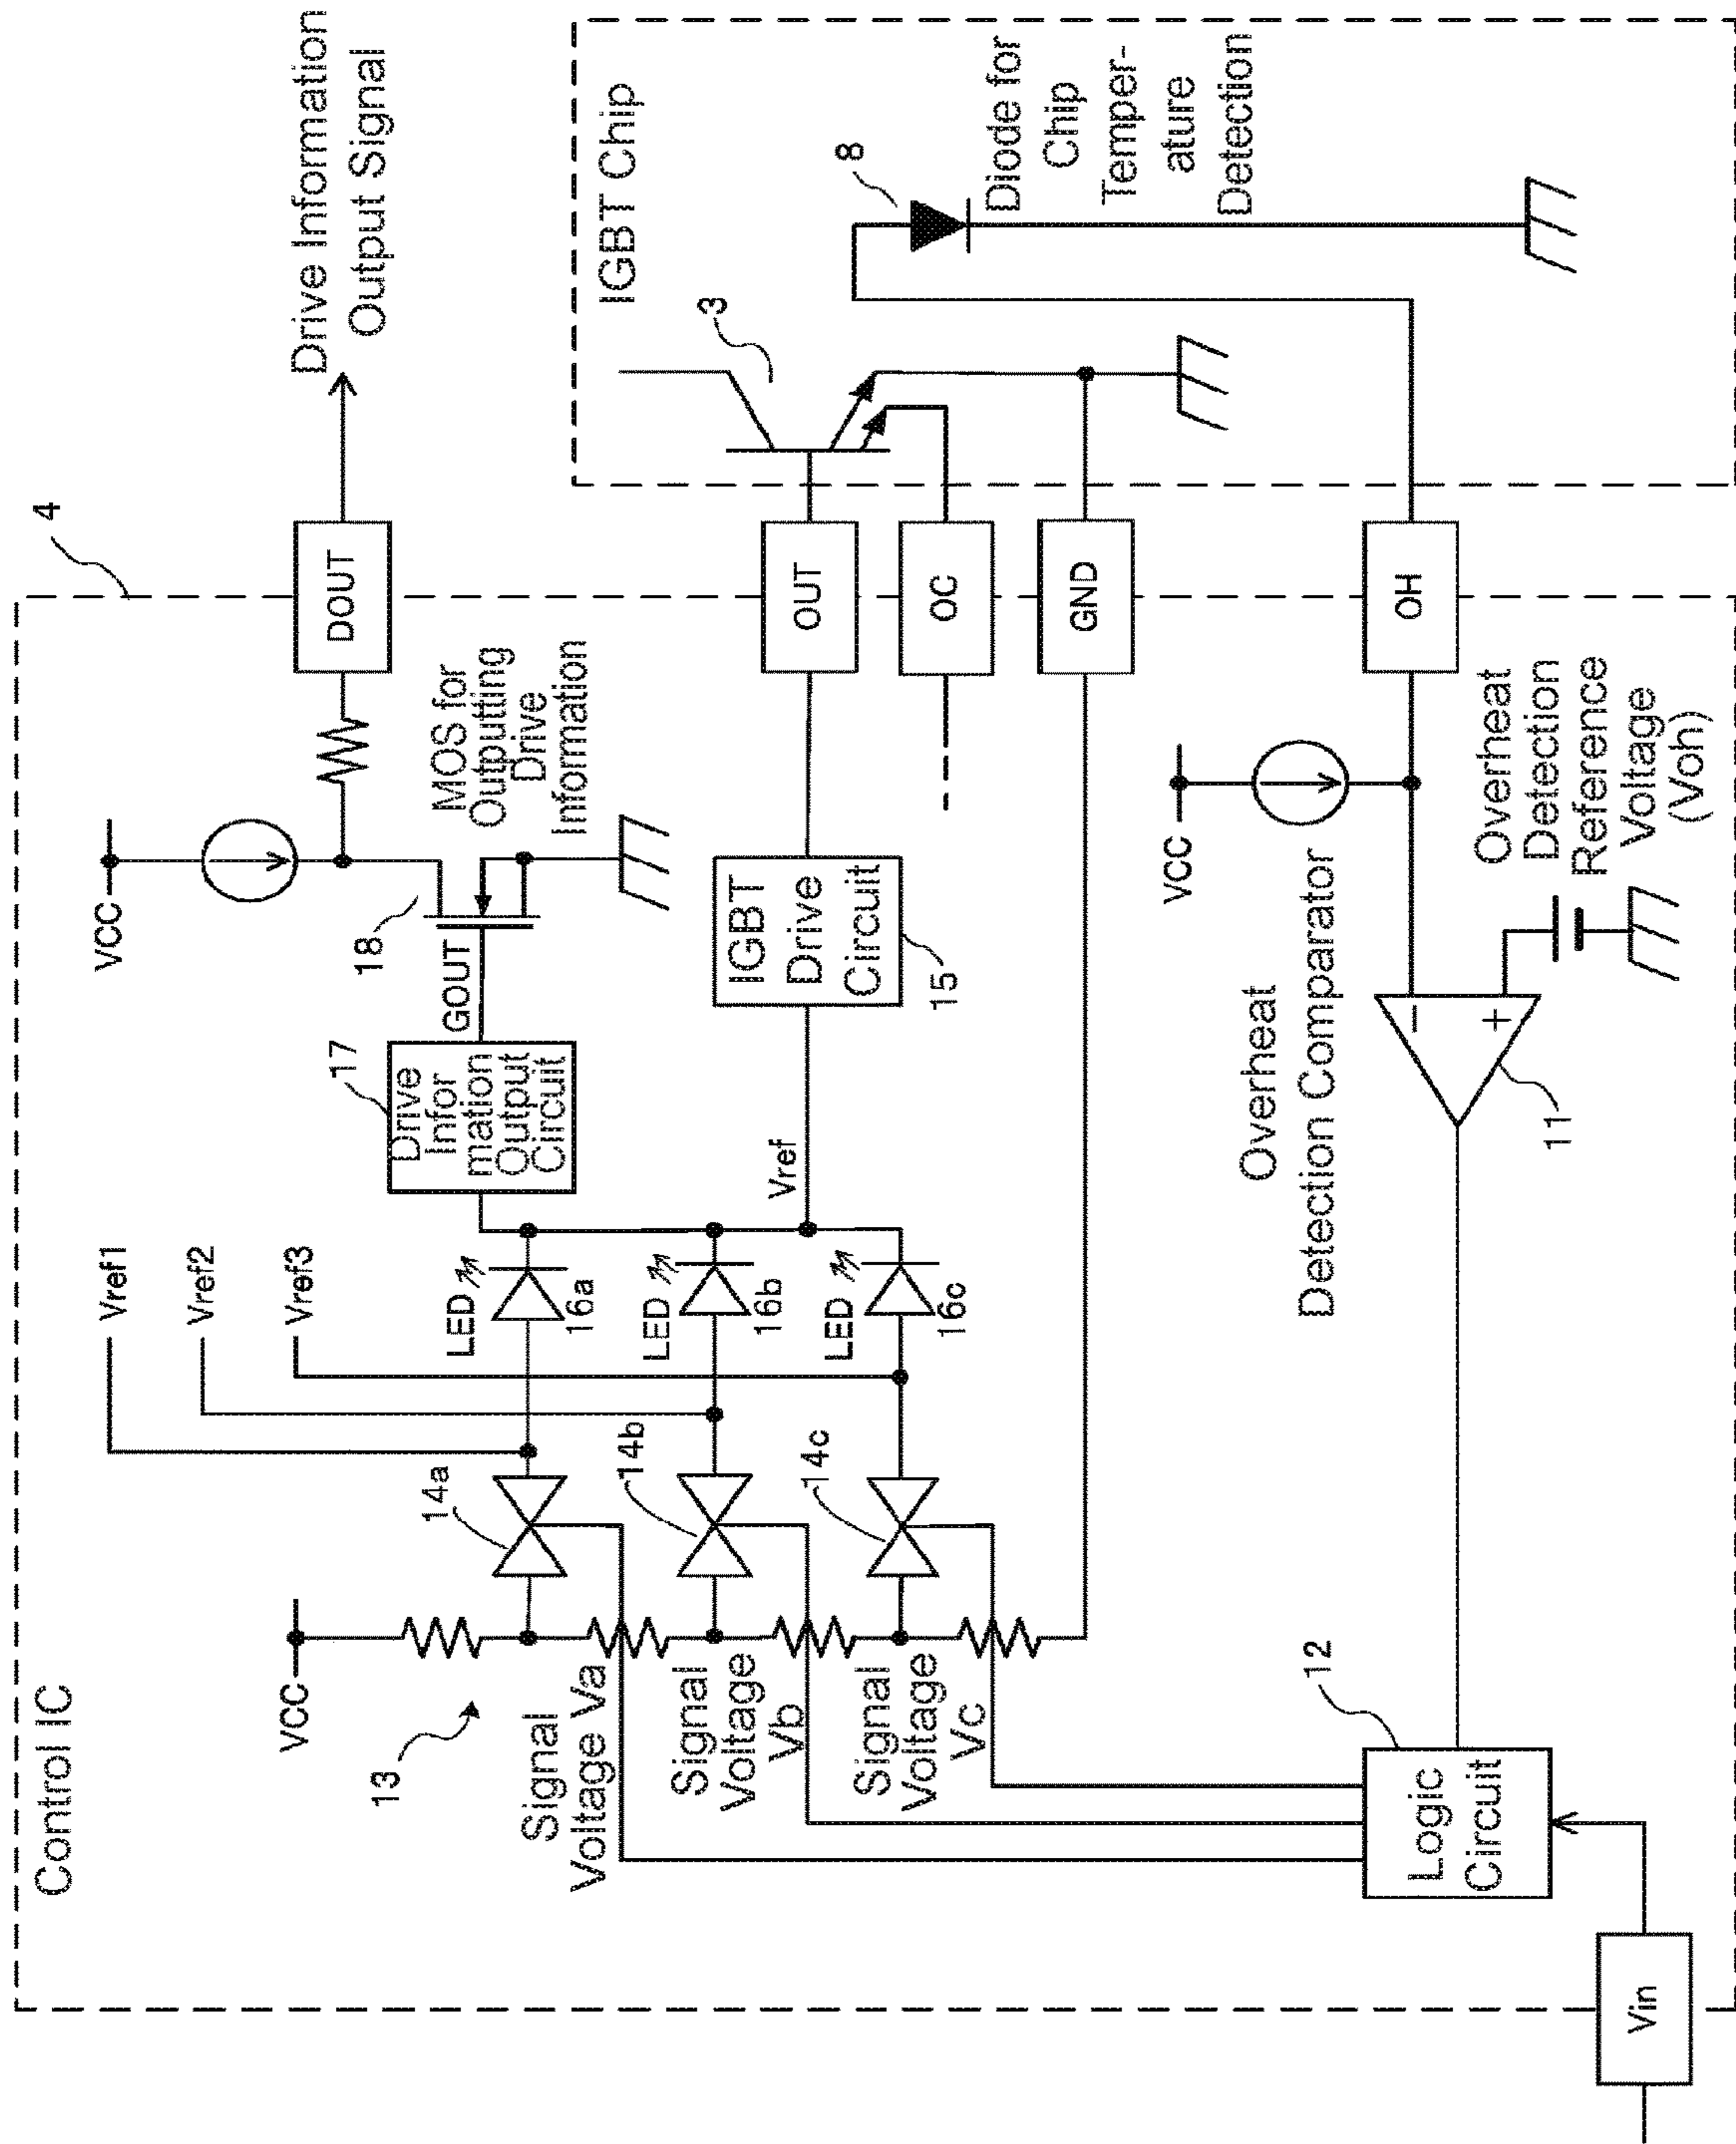 Control IC
4
VCC
13
Signal
Voltage Va
Signal
Voltage
Vb
Signal
Voltage
Vc
14a
14b
14c
Vref1
Vref2
Vref3
LED
16a
LED
16b
LED
16c
Vref
17
Drive
Infor
mation
Output
Circuit
GOUT
VCC
18
MOS for
Outputting
Drive
Information
DOUT
Drive Information
Output Signal
IGBT
Drive
Circuit
15
OUT
OC
GND
OH
IGBT Chip
3
8
Diode for
Chip
Temper-
ature
Detection
VCC
Overheat
Detection Comparator
11
-
+
Overheat
Detection
Reference
Voltage
(Voh)
12
Logic
Circuit
Vin